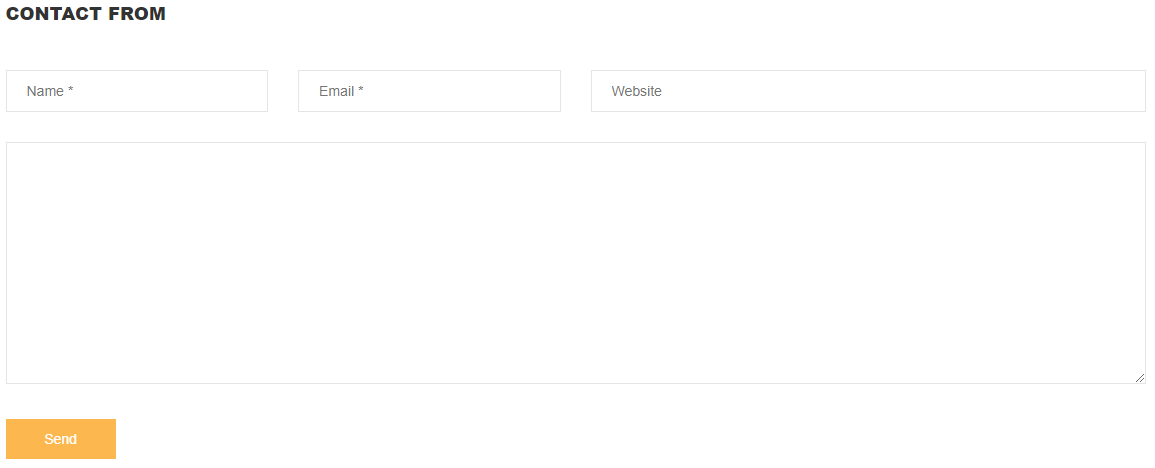 CONTACT FROM
Name * Email * Website
Send